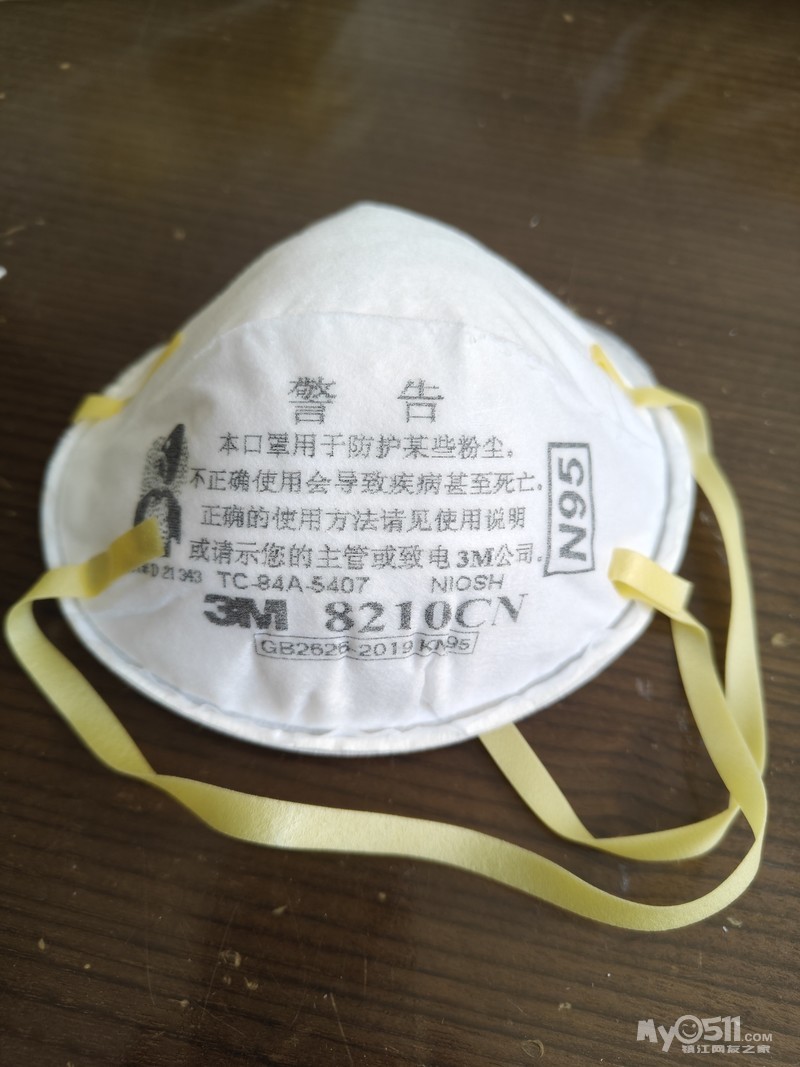 警 告
本口罩用于防护某些粉尘。
不正确使用会导致疾病甚至死亡.
正确的使用方法请见使用说明
或请示您的主管或致电3M公司.
D 21 343 TC-84A-5407 NIOSH
3M 8210CN
GB2626-2019 KN95
N95
My0511.COM
镇江网友之家